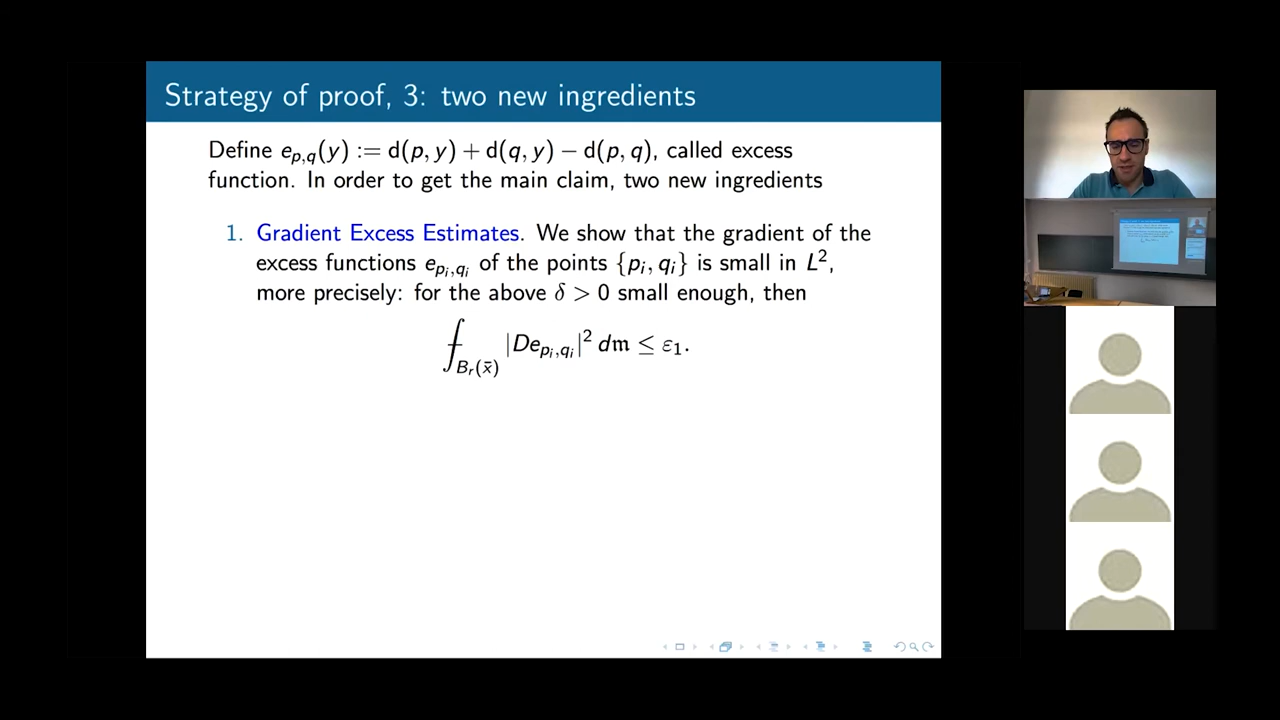 Strategy of proof, 3: two new ingredients
Define e_{p,q}(y) := d(p, y) + d(q, y) − d(p, q), called excess
function. In order to get the main claim, two new ingredients
1. Gradient Excess Estimates. We show that the gradient of the
excess functions e_{p_i,q_i} of the points {p_i, q_i} is small in L²,
more precisely: for the above δ > 0 small enough, then
⨍_{B_r(x̄)} |De_{p_i,q_i}|² d𝔪 ≤ ε₁.